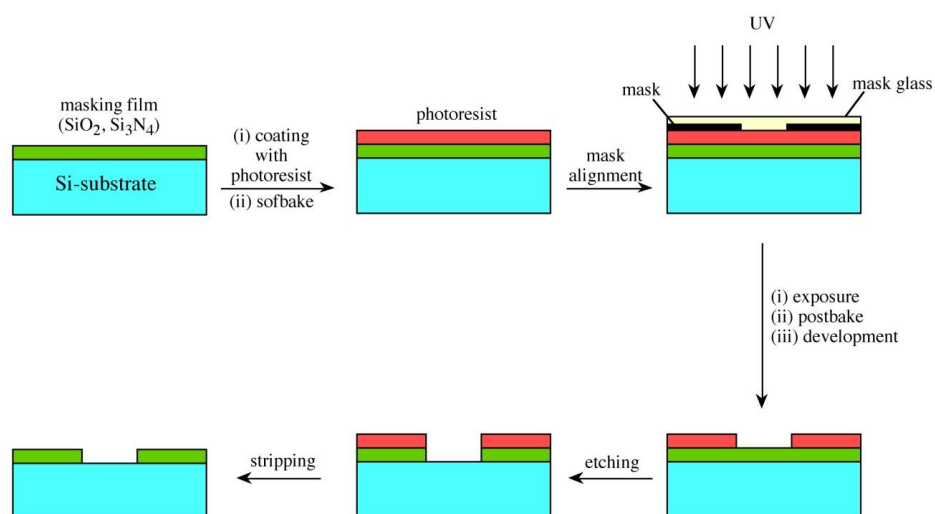 masking film
(SiO₂, Si₃N₄)
Si-substrate
(i) coating
with
photoresist
(ii) sofbake
photoresist
mask
alignment
UV
mask
mask glass
(i) exposure
(ii) postbake
(iii) development
etching
stripping